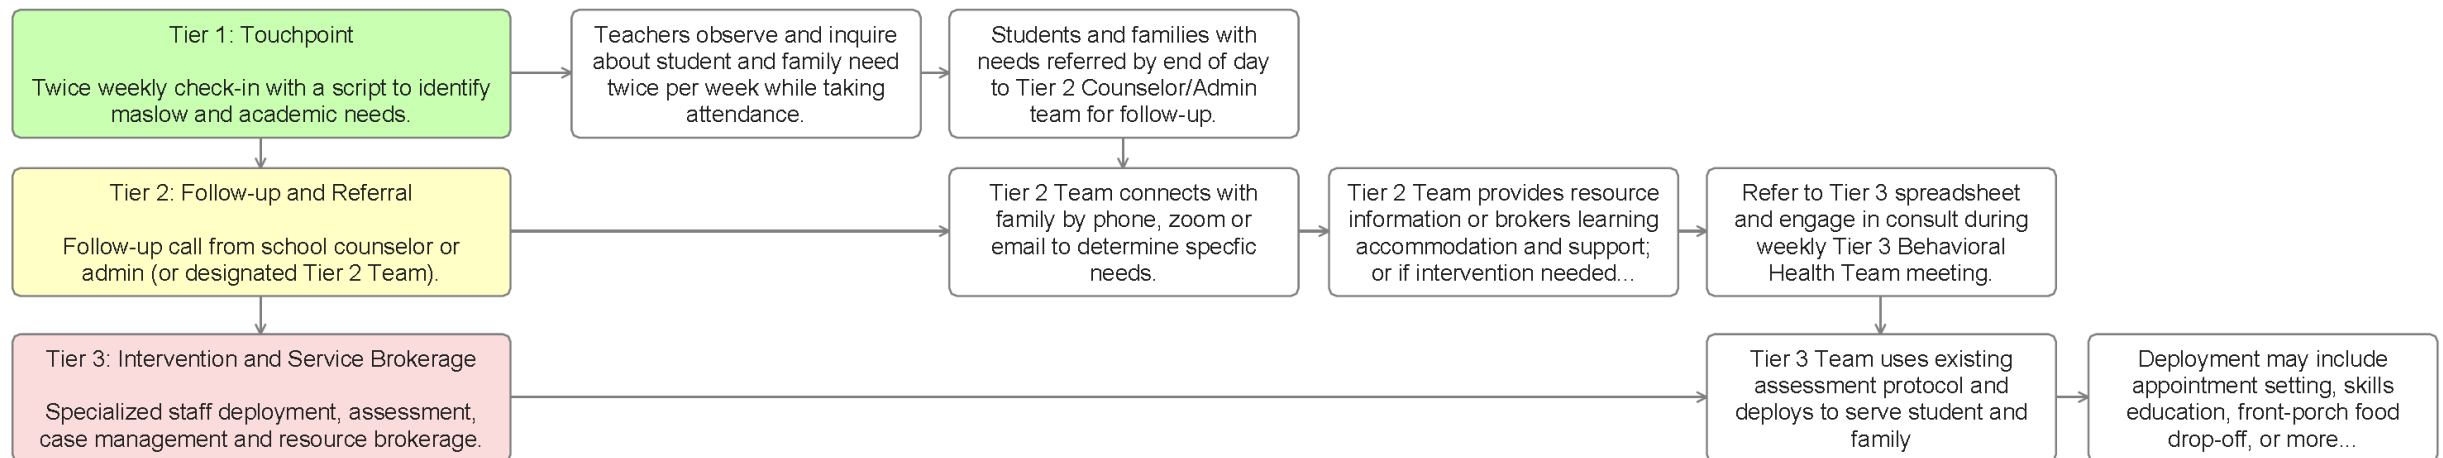 Tier 1: Touchpoint
Twice weekly check-in with a script to identify
maslow and academic needs.
Teachers observe and inquire
about student and family need
twice per week while taking
attendance.
Students and families with
needs referred by end of day
to Tier 2 Counselor/Admin
team for follow-up.
Tier 2: Follow-up and Referral
Follow-up call from school counselor or
admin (or designated Tier 2 Team).
Tier 2 Team connects with
family by phone, zoom or
email to determine specfic
needs.
Tier 2 Team provides resource
information or brokers learning
accommodation and support;
or if intervention needed...
Refer to Tier 3 spreadsheet
and engage in consult during
weekly Tier 3 Behavioral
Health Team meeting.
Tier 3: Intervention and Service Brokerage
Specialized staff deployment, assessment,
case management and resource brokerage.
Tier 3 Team uses existing
assessment protocol and
deploys to serve student and
family
Deployment may include
appointment setting, skills
education, front-porch food
drop-off, or more...